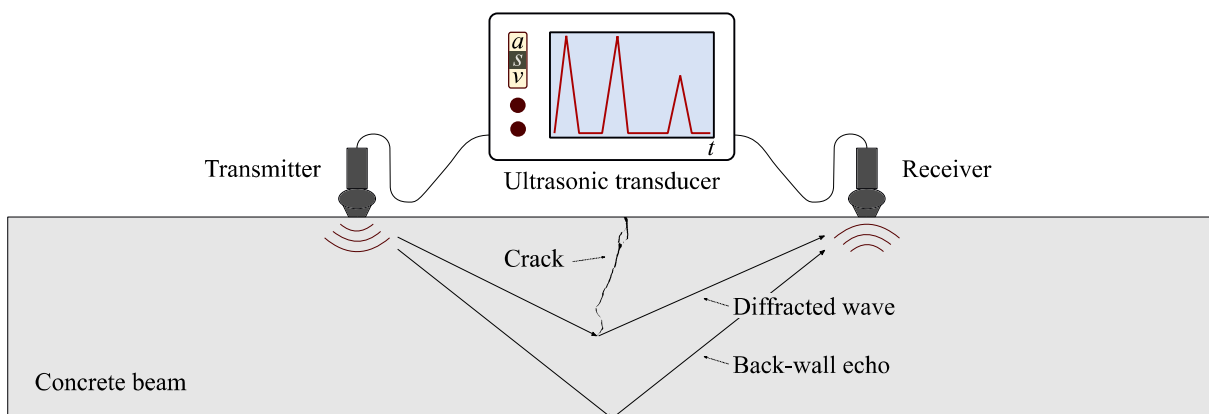 a
s
v
t
Transmitter
Ultrasonic transducer
Receiver
Crack
Diffracted wave
Back-wall echo
Concrete beam